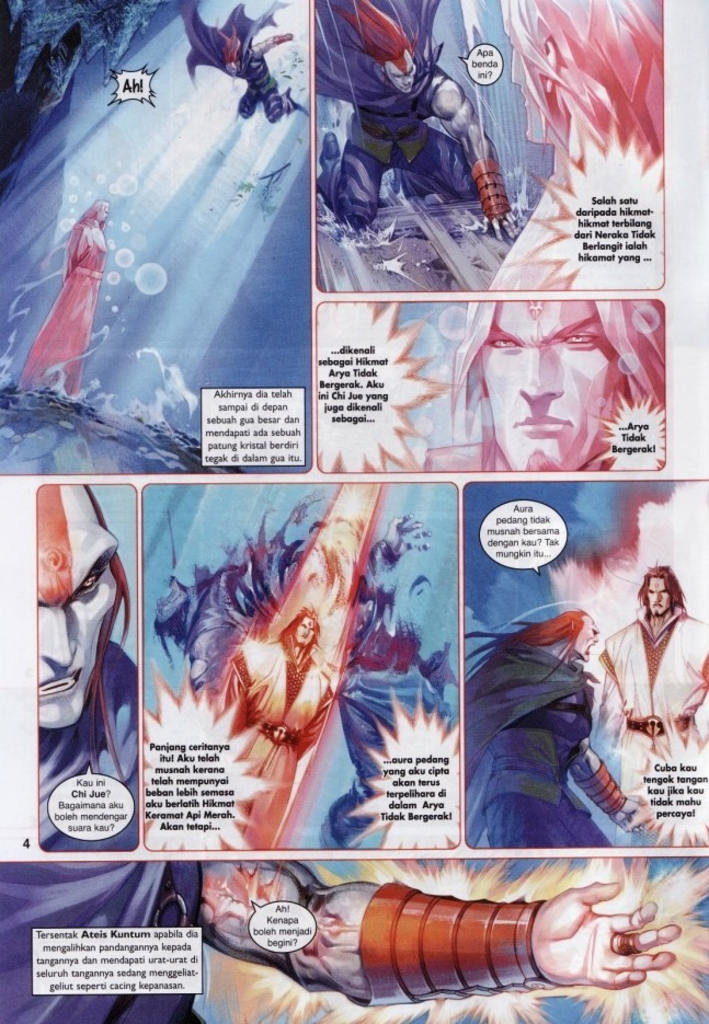 Ah!
Akhirnya dia telah
sampai di depan
sebuah gua besar dan
mendapati ada sebuah
patung kristal berdiri
tegak di dalam gua itu.
Apa
benda
ini?
Salah satu
daripada hikmat-
hikmat terbilang
dari Neraka Tidak
Berlangit ialah
hikamat yang ...
...dikenali
sebagai Hikmat
Arya Tidak
Bergerak. Aku
ini Chi Jue yang
juga dikenali
sebagai...
...Arya
Tidak
Bergerak!
Kau ini
Chi Jue?
Bagaimana aku
boleh mendengar
suara kau?
Panjang ceritanya
itu! Aku telah
musnah kerana
telah mempunyai
beban lebih semasa
aku berlatih Hikmat
Keramat Api Merah.
Akan tetapi...
...aura pedang
yang aku cipta
akan terus
terpelihara di
dalam Arya
Tidak Bergerak!
Aura
pedang tidak
musnah bersama
dengan kau? Tak
mungkin itu...
Cuba kau
tengok tangan
kau jika kau
tidak mahu
percaya!
4
Tersentak Ateis Kuntum apabila dia
mengalihkan pandangannya kepada
tangannya dan mendapati urat-urat di
seluruh tangannya sedang menggeliat-
geliut seperti cacing kepanasan.
Ah!
Kenapa
boleh menjadi
begini?